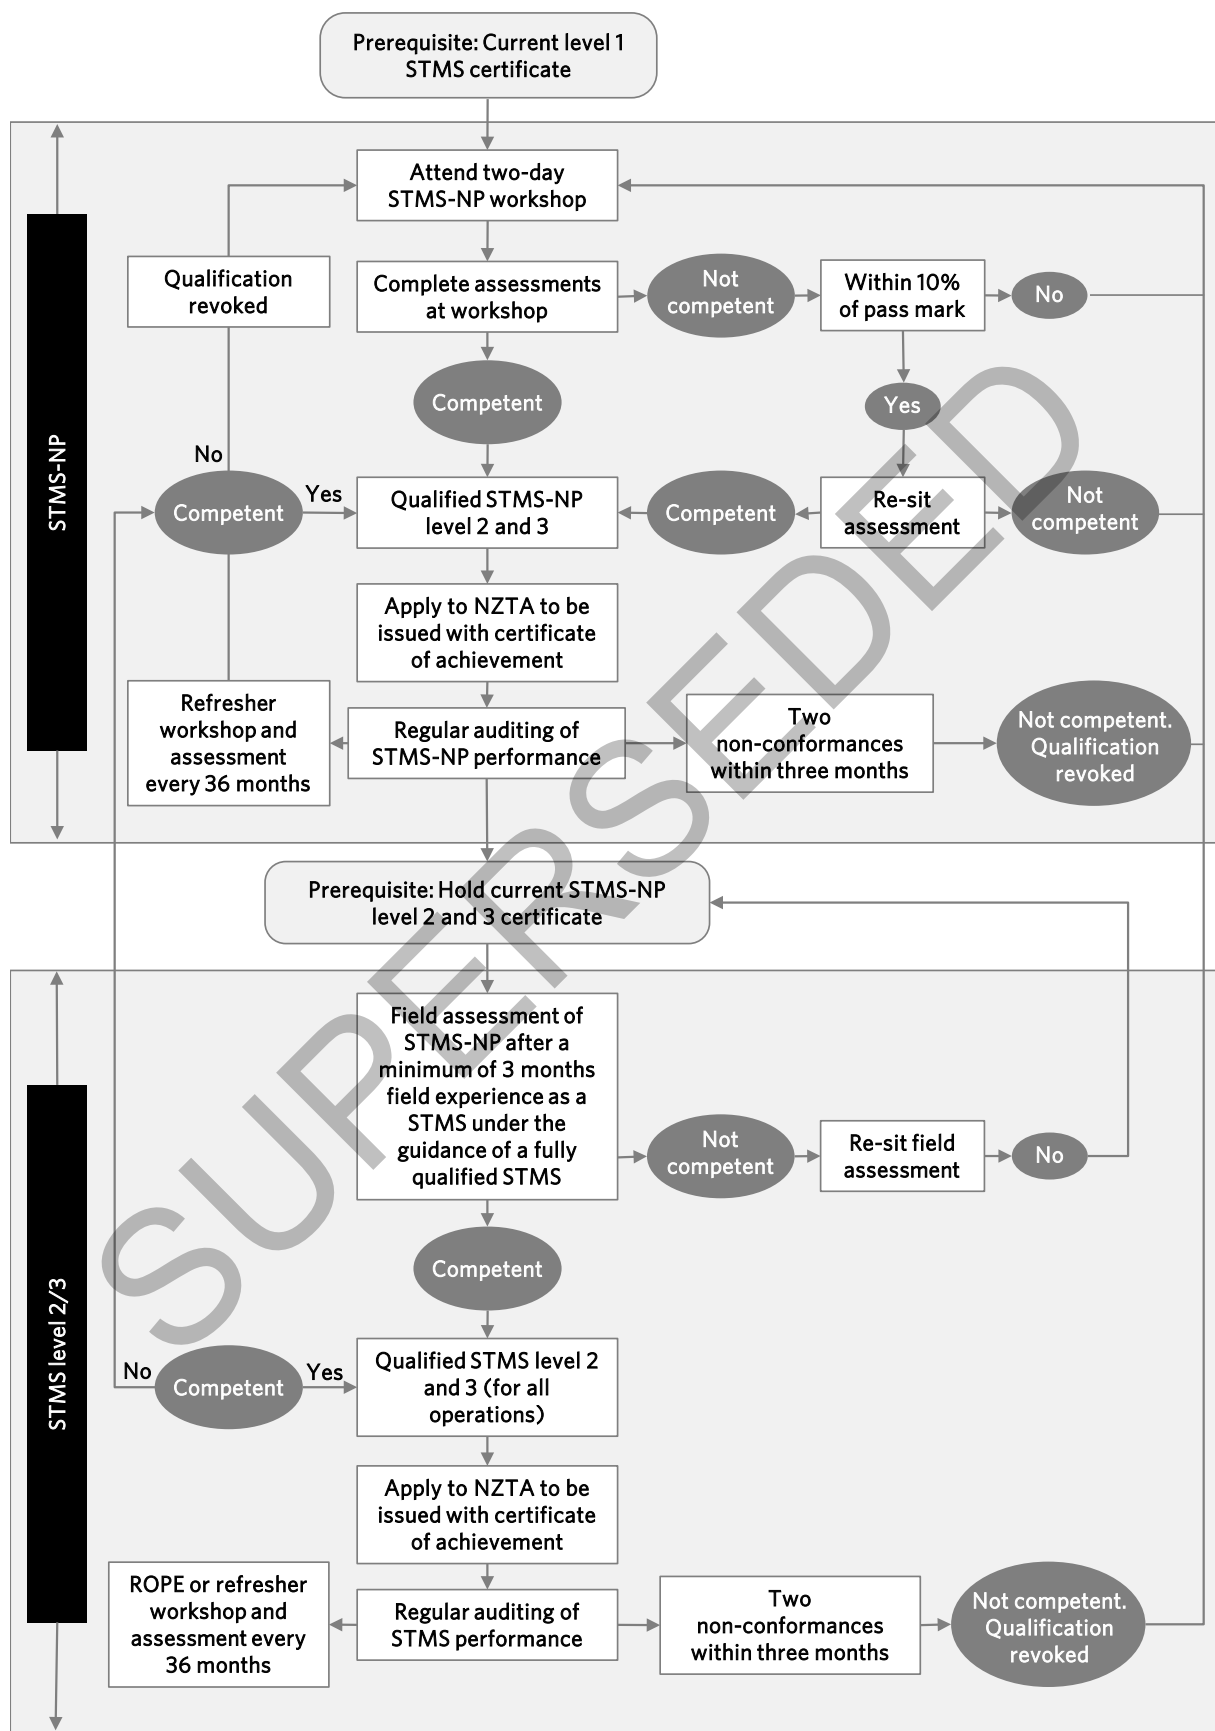 Prerequisite: Current level 1
STMS certificate
Attend two-day
STMS-NP workshop
Qualification
revoked
Complete assessments
at workshop
Not
competent
Within 10%
of pass mark
No
Competent
Yes
STMS-NP
No
Competent
Yes
Qualified STMS-NP
level 2 and 3
Competent
Re-sit
assessment
Not
competent
Apply to NZTA to be
issued with certificate
of achievement
Refresher
workshop and
assessment
every 36 months
Regular auditing of
STMS-NP performance
Two
non-conformances
within three months
Not competent.
Qualification
revoked
Prerequisite: Hold current STMS-NP
level 2 and 3 certificate
Field assessment of
STMS-NP after a
minimum of 3 months
field experience as a
STMS under the
guidance of a fully
qualified STMS
Not
competent
Re-sit field
assessment
No
Competent
STMS level 2/3
No
Competent
Yes
Qualified STMS level 2
and 3 (for all
operations)
Apply to NZTA to be
issued with certificate
of achievement
ROPE or refresher
workshop and
assessment every
36 months
Regular auditing of
STMS performance
Two
non-conformances
within three months
Not competent.
Qualification
revoked
SUPERSEDED